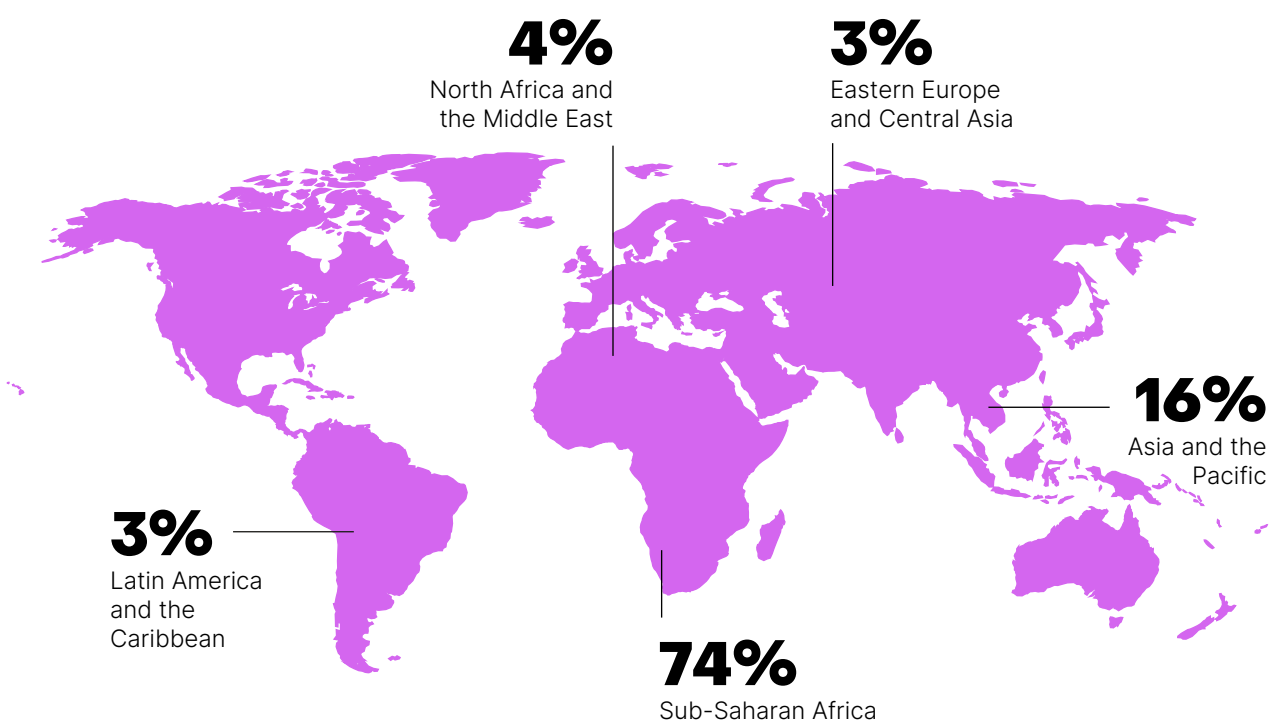 4%
North Africa and
the Middle East
3%
Eastern Europe
and Central Asia
16%
Asia and the
Pacific
3%
Latin America
and the
Caribbean
74%
Sub-Saharan Africa